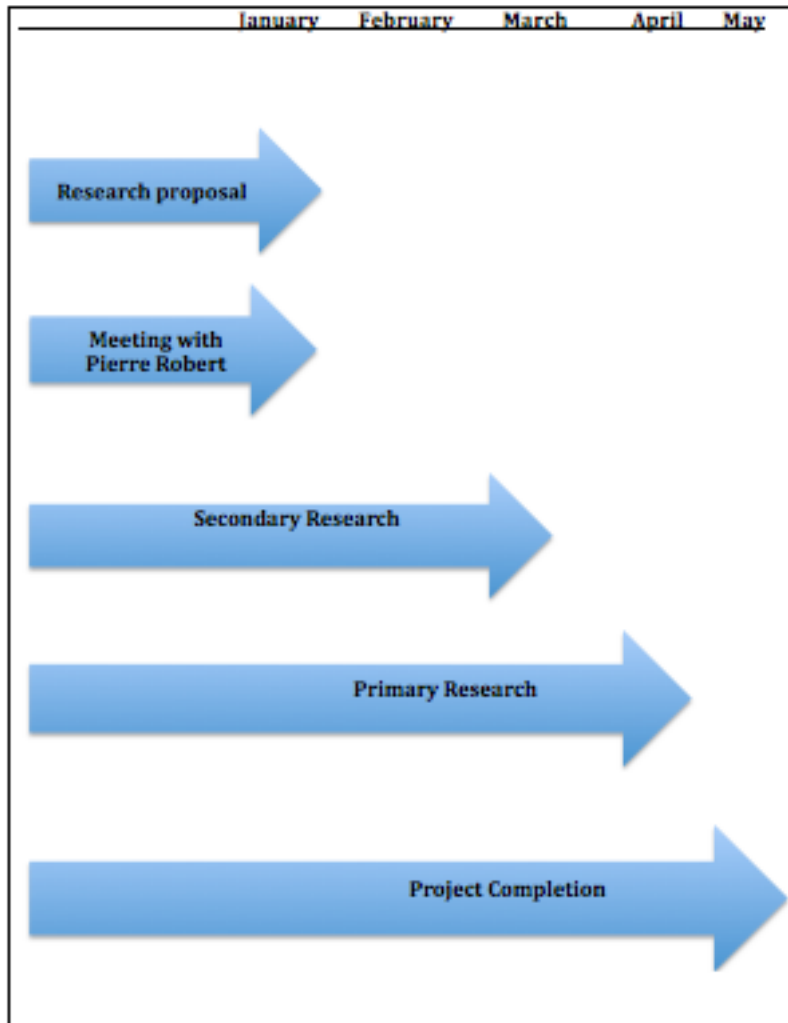 January February March April May
Research proposal
Meeting with
Pierre Robert
Secondary Research
Primary Research
Project Completion